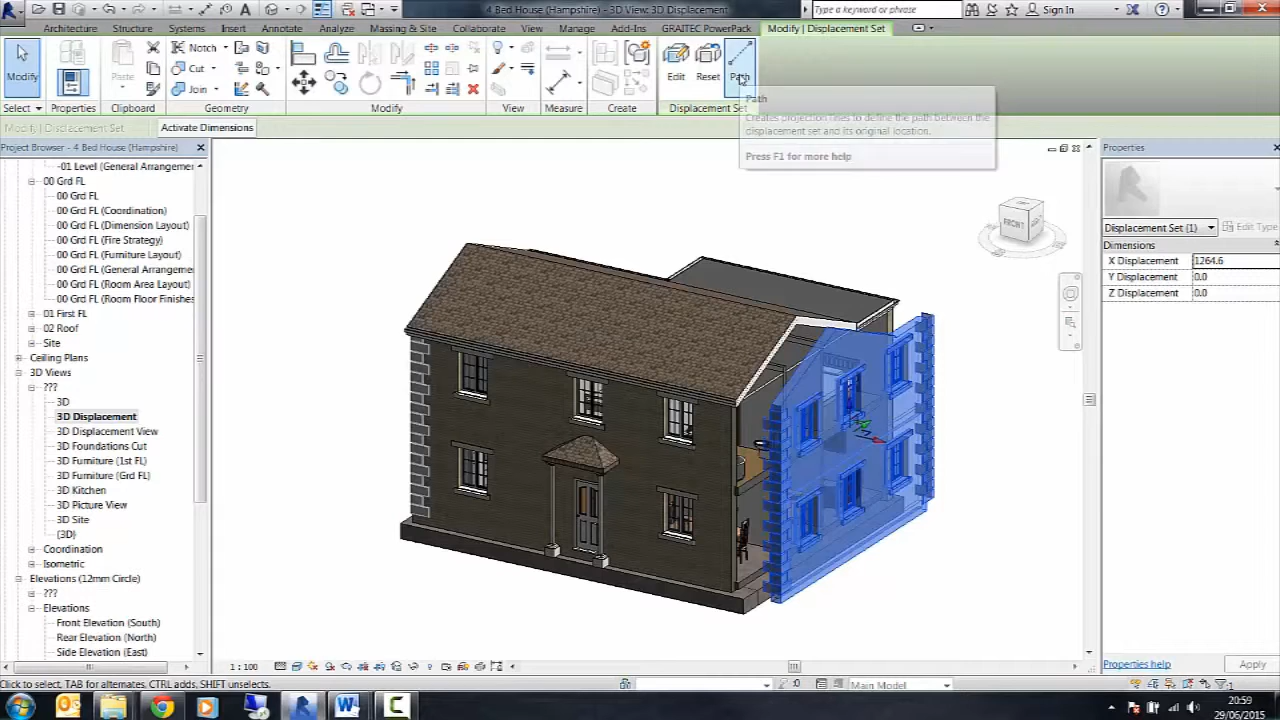 4 Bed House (Hampshire) - 3D View: 3D Displacement
Type a keyword or phrase
Sign In
Architecture Structure Systems Insert Annotate Analyze Massing & Site Collaborate View Manage Add-Ins GRAITEC PowerPack Modify | Displacement Set
Modify
Paste
Notch
Cut
Join
Edit Reset Path
Select Properties Clipboard Geometry Modify View Measure Create Displacement Set
Path
Creates projection lines to define the path between the
displacement set and its original location.
Press F1 for more help
Modify | Displacement Set
Activate Dimensions
Project Browser - 4 Bed House (Hampshire)
-01 Level (General Arrangeme
00 Grd FL
00 Grd FL
00 Grd FL (Coordination)
00 Grd FL (Dimension Layout)
00 Grd FL (Fire Strategy)
00 Grd FL (Furniture Layout)
00 Grd FL (General Arrangeme
00 Grd FL (Room Area Layout)
00 Grd FL (Room Floor Finishes
01 First FL
02 Roof
Site
Ceiling Plans
3D Views
???
3D
3D Displacement
3D Displacement View
3D Foundations Cut
3D Furniture (1st FL)
3D Furniture (Grd FL)
3D Kitchen
3D Picture View
3D Site
{3D}
Coordination
Isometric
Elevations (12mm Circle)
???
Elevations
Front Elevation (South)
Rear Elevation (North)
Side Elevation (East)
FRONT
Properties
Displacement Set (1)
Edit Type
Dimensions
X Displacement 1264.6
Y Displacement 0.0
Z Displacement 0.0
Properties help
Apply
1 : 100
Click to select, TAB for alternates, CTRL adds, SHIFT unselects.
:0
Main Model
:1
20:59
29/06/2015